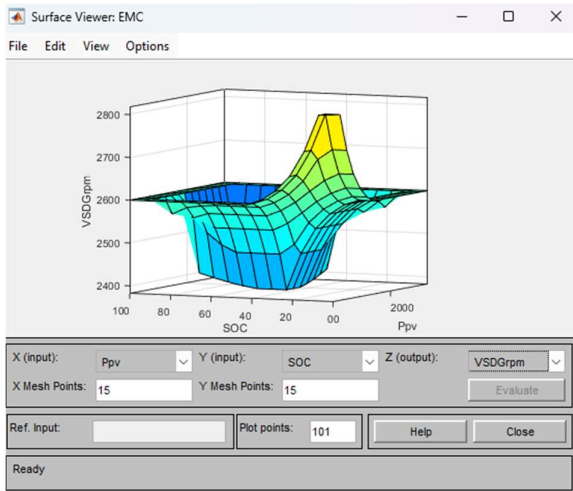 Surface Viewer: EMC
File Edit View Options
2800
2700
2600
2500
2400
VSDGrpm
100 80 60 40 20 00
2000
SOC
Ppv
X (input): Ppv Y (input): SOC Z (output): VSDGrpm
X Mesh Points: 15 Y Mesh Points: 15 Evaluate
Ref. Input: Plot points: 101 Help Close
Ready